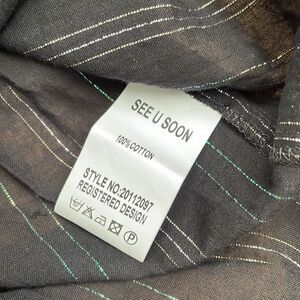 SEE U SOON
100%COTTON
STYLE NO:20112097
REGISTERED DESIGN
P